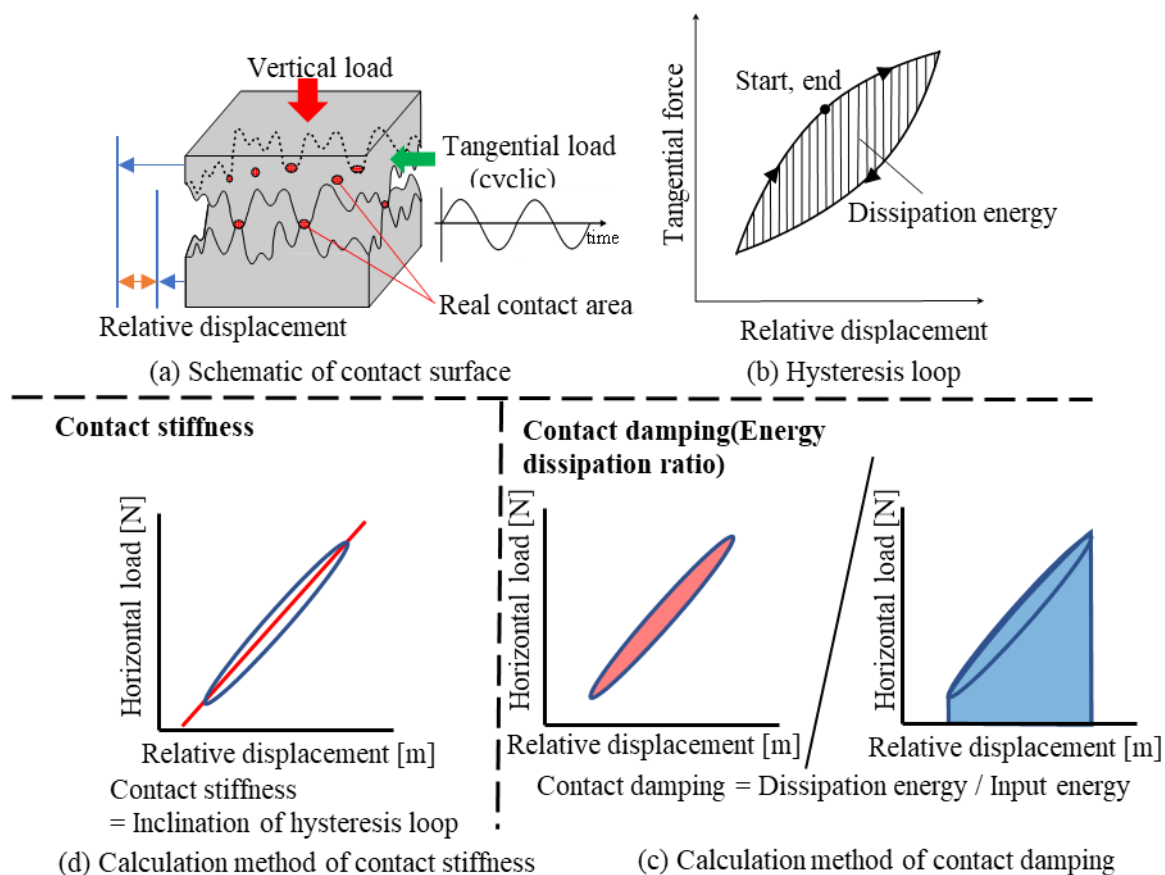 Vertical load
Tangential load
(cyclic)
time
Real contact area
Relative displacement
(a) Schematic of contact surface
Tangential force
Start, end
Dissipation energy
Relative displacement
(b) Hysteresis loop
Contact stiffness
Horizontal load [N]
Relative displacement [m]
Contact stiffness
= Inclination of hysteresis loop
(d) Calculation method of contact stiffness
Contact damping(Energy
dissipation ratio)
Horizontal load [N]
Relative displacement [m]
Horizontal load [N]
Relative displacement [m]
Contact damping = Dissipation energy / Input energy
(c) Calculation method of contact damping